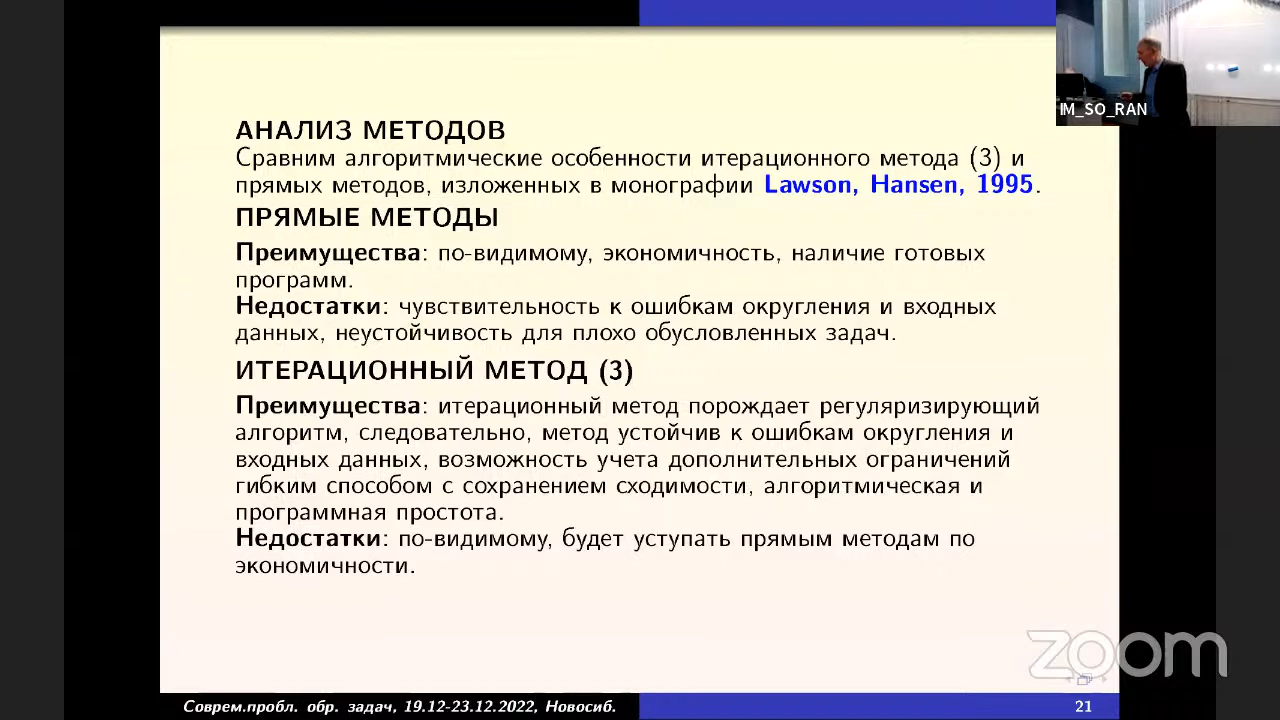 IM_SO_RAN
АНАЛИЗ МЕТОДОВ
Сравним алгоритмические особенности итерационного метода (3) и
прямых методов, изложенных в монографии Lawson, Hansen, 1995.
ПРЯМЫЕ МЕТОДЫ
Преимущества: по-видимому, экономичность, наличие готовых
программ.
Недостатки: чувствительность к ошибкам округления и входных
данных, неустойчивость для плохо обусловленных задач.
ИТЕРАЦИОННЫЙ МЕТОД (3)
Преимущества: итерационный метод порождает регуляризирующий
алгоритм, следовательно, метод устойчив к ошибкам округления и
входных данных, возможность учета дополнительных ограничений
гибким способом с сохранением сходимости, алгоритмическая и
программная простота.
Недостатки: по-видимому, будет уступать прямым методам по
экономичности.
zoom
Соврем.пробл. обр. задач, 19.12-23.12.2022, Новосиб.
21